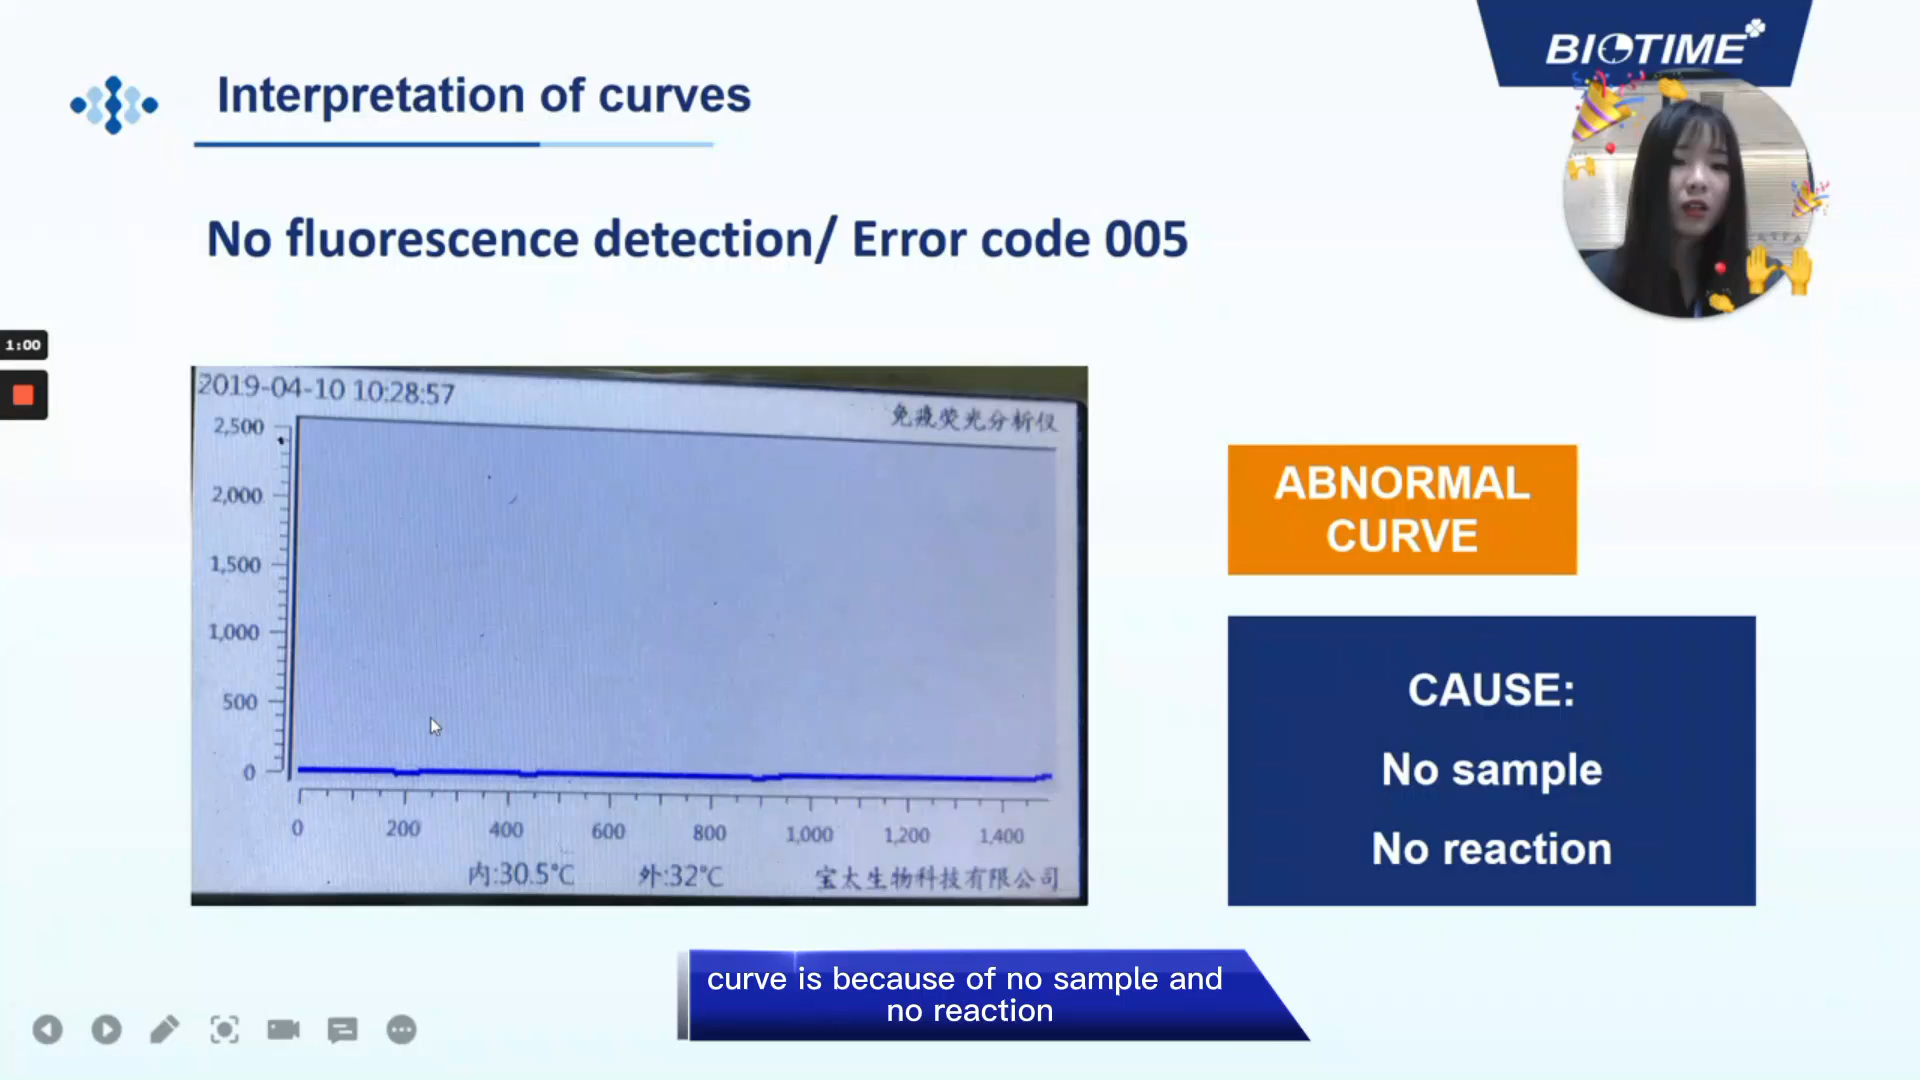 BIOTIME
Interpretation of curves
No fluorescence detection/ Error code 005
1:00
2019-04-10 10:28:57
免疫荧光分析仪
2,500
2,000
1,500
1,000
500
0
0 200 400 600 800 1,000 1,200 1,400
内:30.5℃ 外:32℃ 宝太生物科技有限公司
ABNORMAL
CURVE
CAUSE:
No sample
No reaction
curve is because of no sample and
no reaction